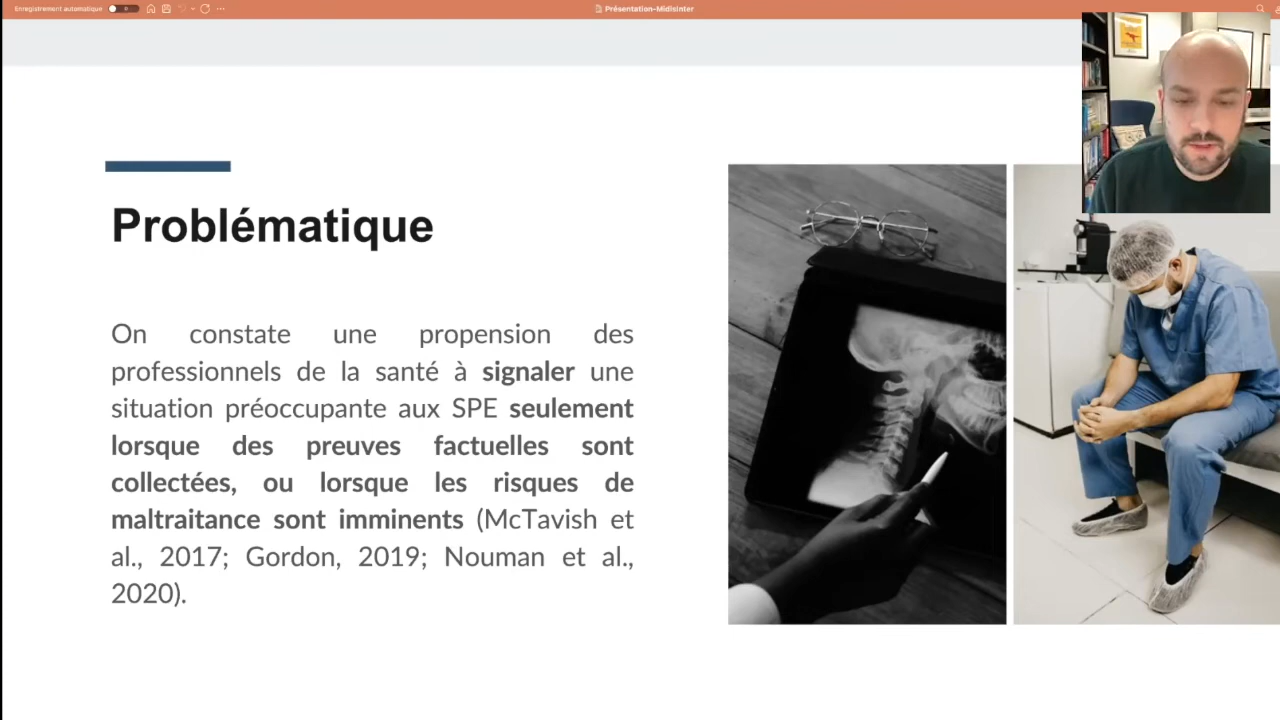 Enregistrement automatique
Présentation-Midisinter
Problématique
On constate une propension des
professionnels de la santé à signaler une
situation préoccupante aux SPE seulement
lorsque des preuves factuelles sont
collectées, ou lorsque les risques de
maltraitance sont imminents (McTavish et
al., 2017; Gordon, 2019; Nouman et al.,
2020).